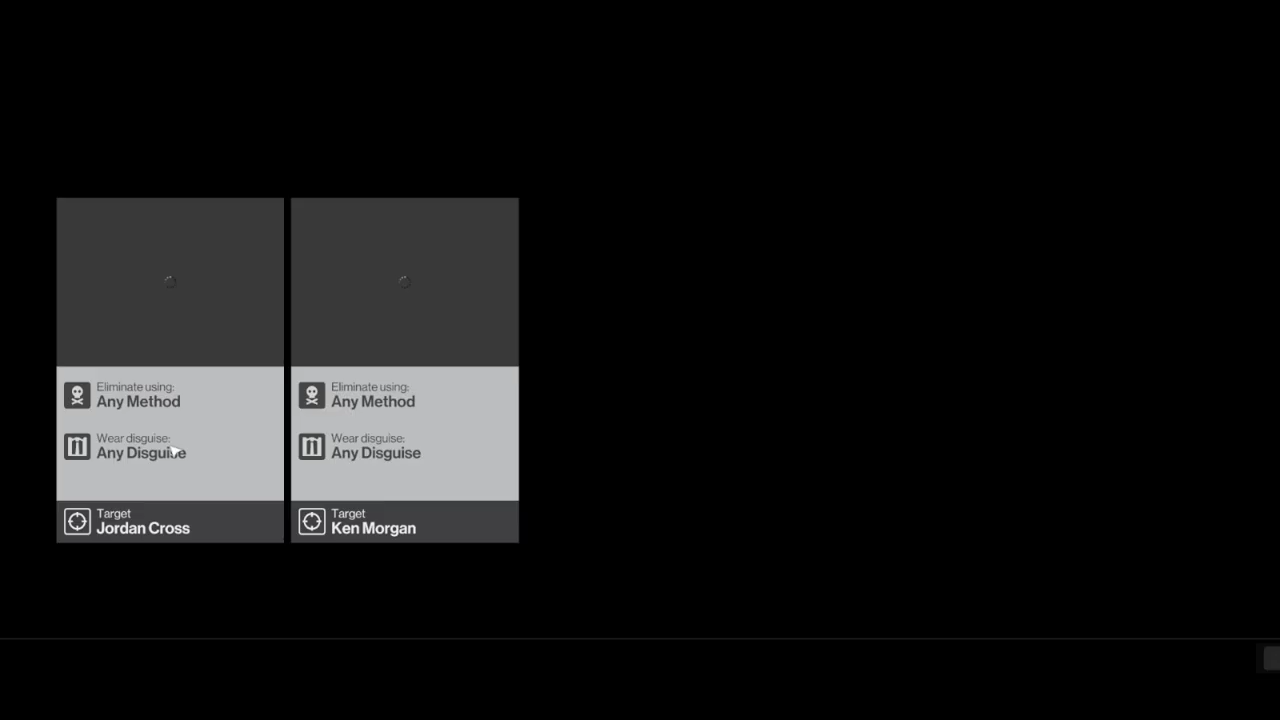 Eliminate using:
Any Method
Wear disguise:
Any Disguise
Target
Jordan Cross
Eliminate using:
Any Method
Wear disguise:
Any Disguise
Target
Ken Morgan